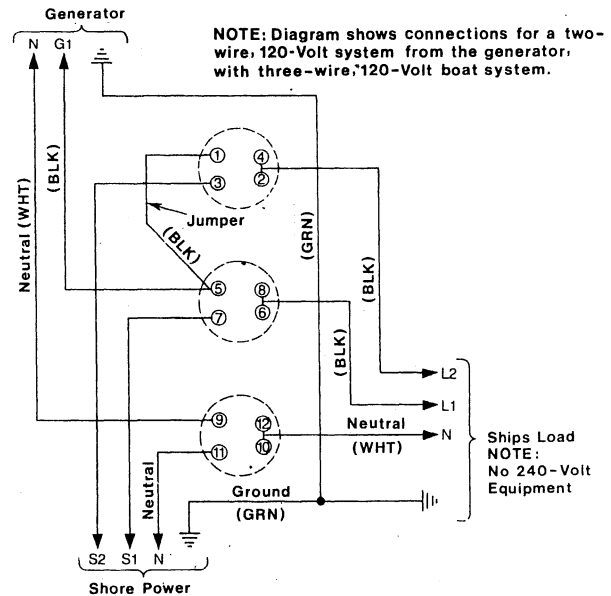 Generator
N G1
NOTE: Diagram shows connections for a two-
wire, 120-Volt system from the generator,
with three-wire, 120-Volt boat system.
Neutral (WHT)
(BLK)
1
4
3
2
Jumper
(BLK)
(GRN)
(BLK)
5
8
7
6
(BLK)
L2
L1
9
12
Neutral
N
(WHT)
11
10
Ships Load
NOTE:
No 240-Volt
Equipment
Neutral
Ground
(GRN)
S2 S1 N
Shore Power